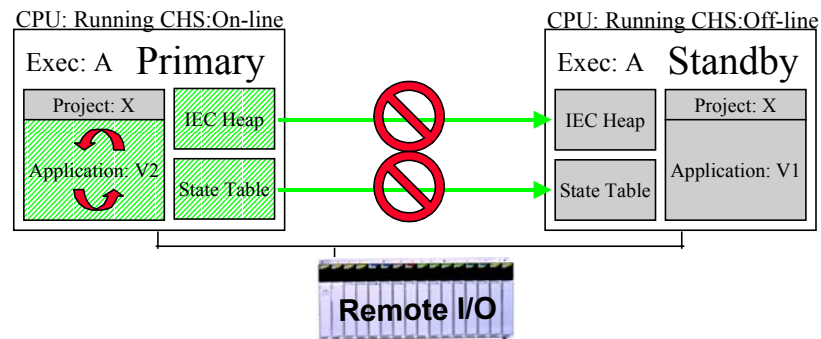 CPU: Running CHS:On-line
Exec: A Primary
Project: X
Application: V2
IEC Heap
State Table
CPU: Running CHS:Off-line
Exec: A Standby
IEC Heap
State Table
Project: X
Application: V1
Remote I/O